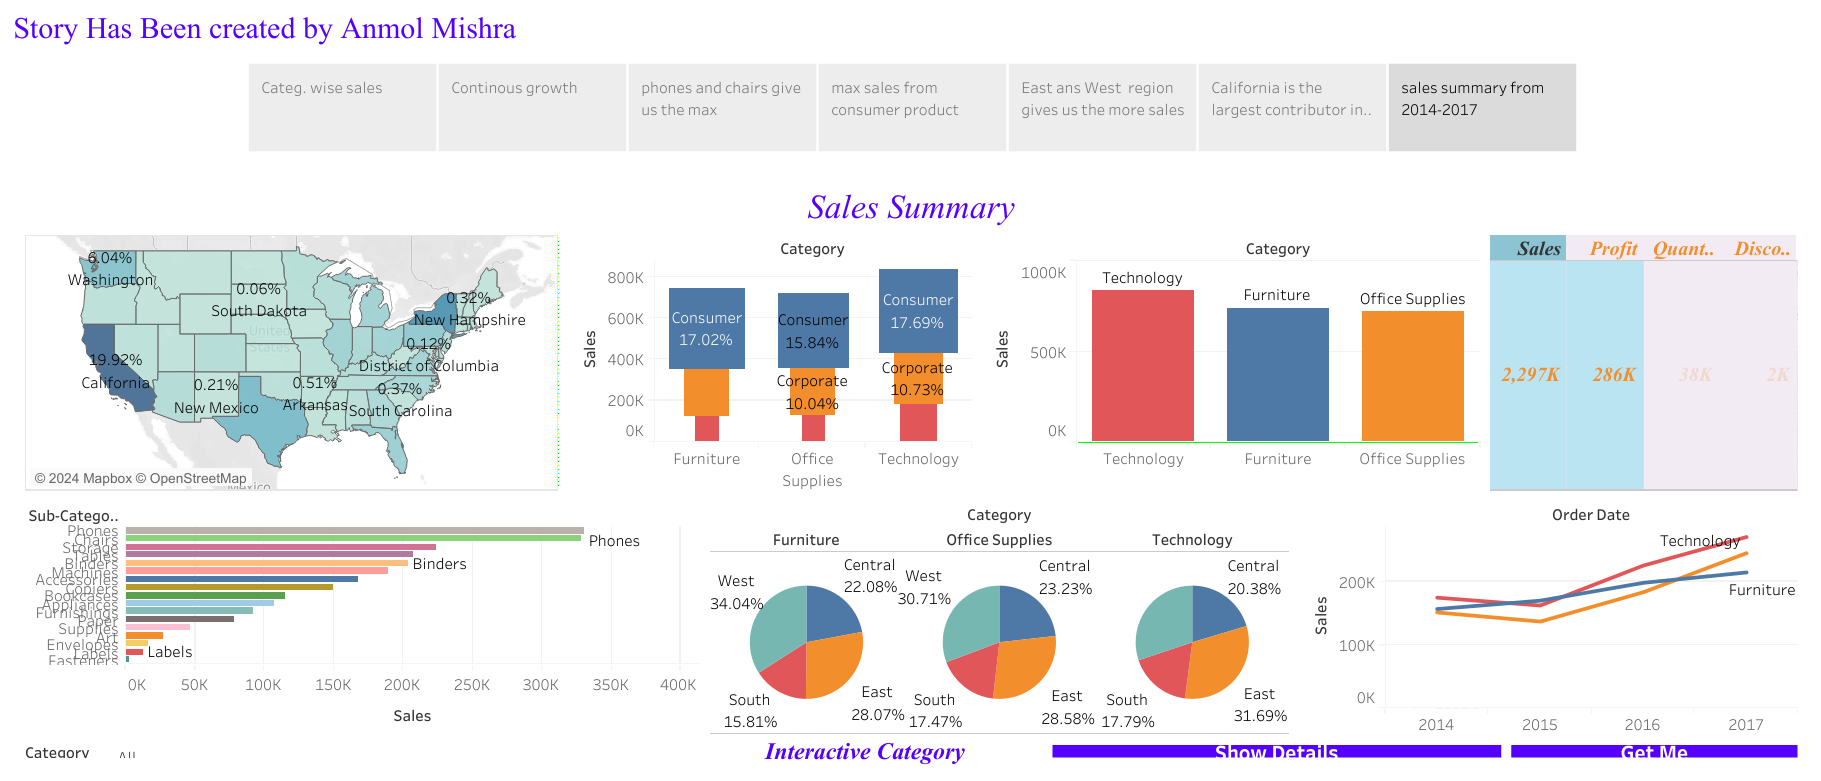 Story Has Been created by Anmol Mishra
Categ. wise sales
Continous growth
phones and chairs give
us the max
max sales from
consumer product
East ans West region
gives us the more sales
California is the
largest contributor in..
sales summary from
2014-2017
Sales Summary
6.04%
Washington
0.06%
South Dakota
0.32%
New Hampshire
United
States
0.12%
District of Columbia
19.92%
California
0.21%
New Mexico
0.51%
Arkansas
0.37%
South Carolina
© 2024 Mapbox © OpenStreetMap
Mexico
Category
Sales
800K
600K
400K
200K
0K
Consumer
17.02%
Consumer
15.84%
Corporate
10.04%
Consumer
17.69%
Corporate
10.73%
Furniture
Office
Supplies
Technology
Category
Sales
1000K
500K
0K
Technology
Furniture
Office Supplies
Technology
Furniture
Office Supplies
Sales
Profit
Quant..
Disco..
2,297K
286K
38K
2K
Sub-Catego..
Phones
Chairs
Storage
Tables
Binders
Machines
Accessories
Copiers
Bookcases
Appliances
Furnishings
Paper
Supplies
Art
Envelopes
Labels
Fasteners
Phones
Binders
Labels
0K
50K
100K
150K
200K
250K
300K
350K
400K
Sales
Category
Furniture
Office Supplies
Technology
West
34.04%
Central
22.08%
South
15.81%
East
28.07%
West
30.71%
Central
23.23%
South
17.47%
East
28.58%
Central
20.38%
South
17.79%
East
31.69%
Order Date
Sales
200K
100K
0K
Technology
Furniture
2014
2015
2016
2017
Category
All
Interactive Category
Show Details
Get Me